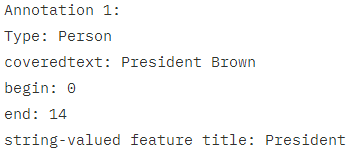 Annotation 1:
Type: Person
coveredtext: President Brown
begin: 0
end: 14
string-valued feature title: President